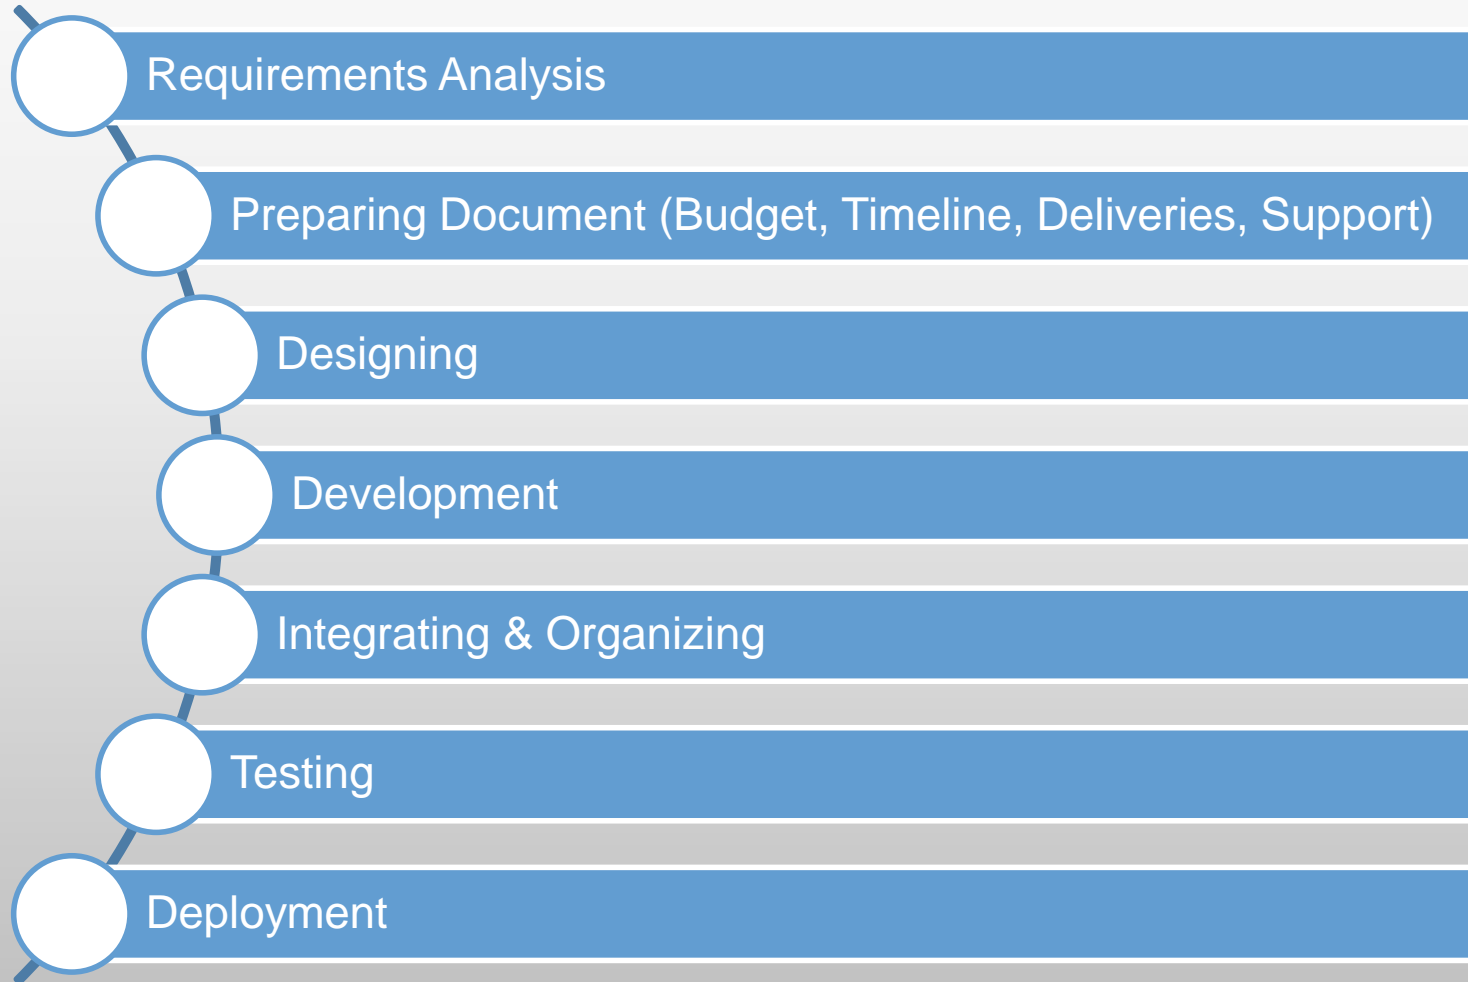 Requirements Analysis
Preparing Document (Budget, Timeline, Deliveries, Support)
Designing
Development
Integrating & Organizing
Testing
Deployment